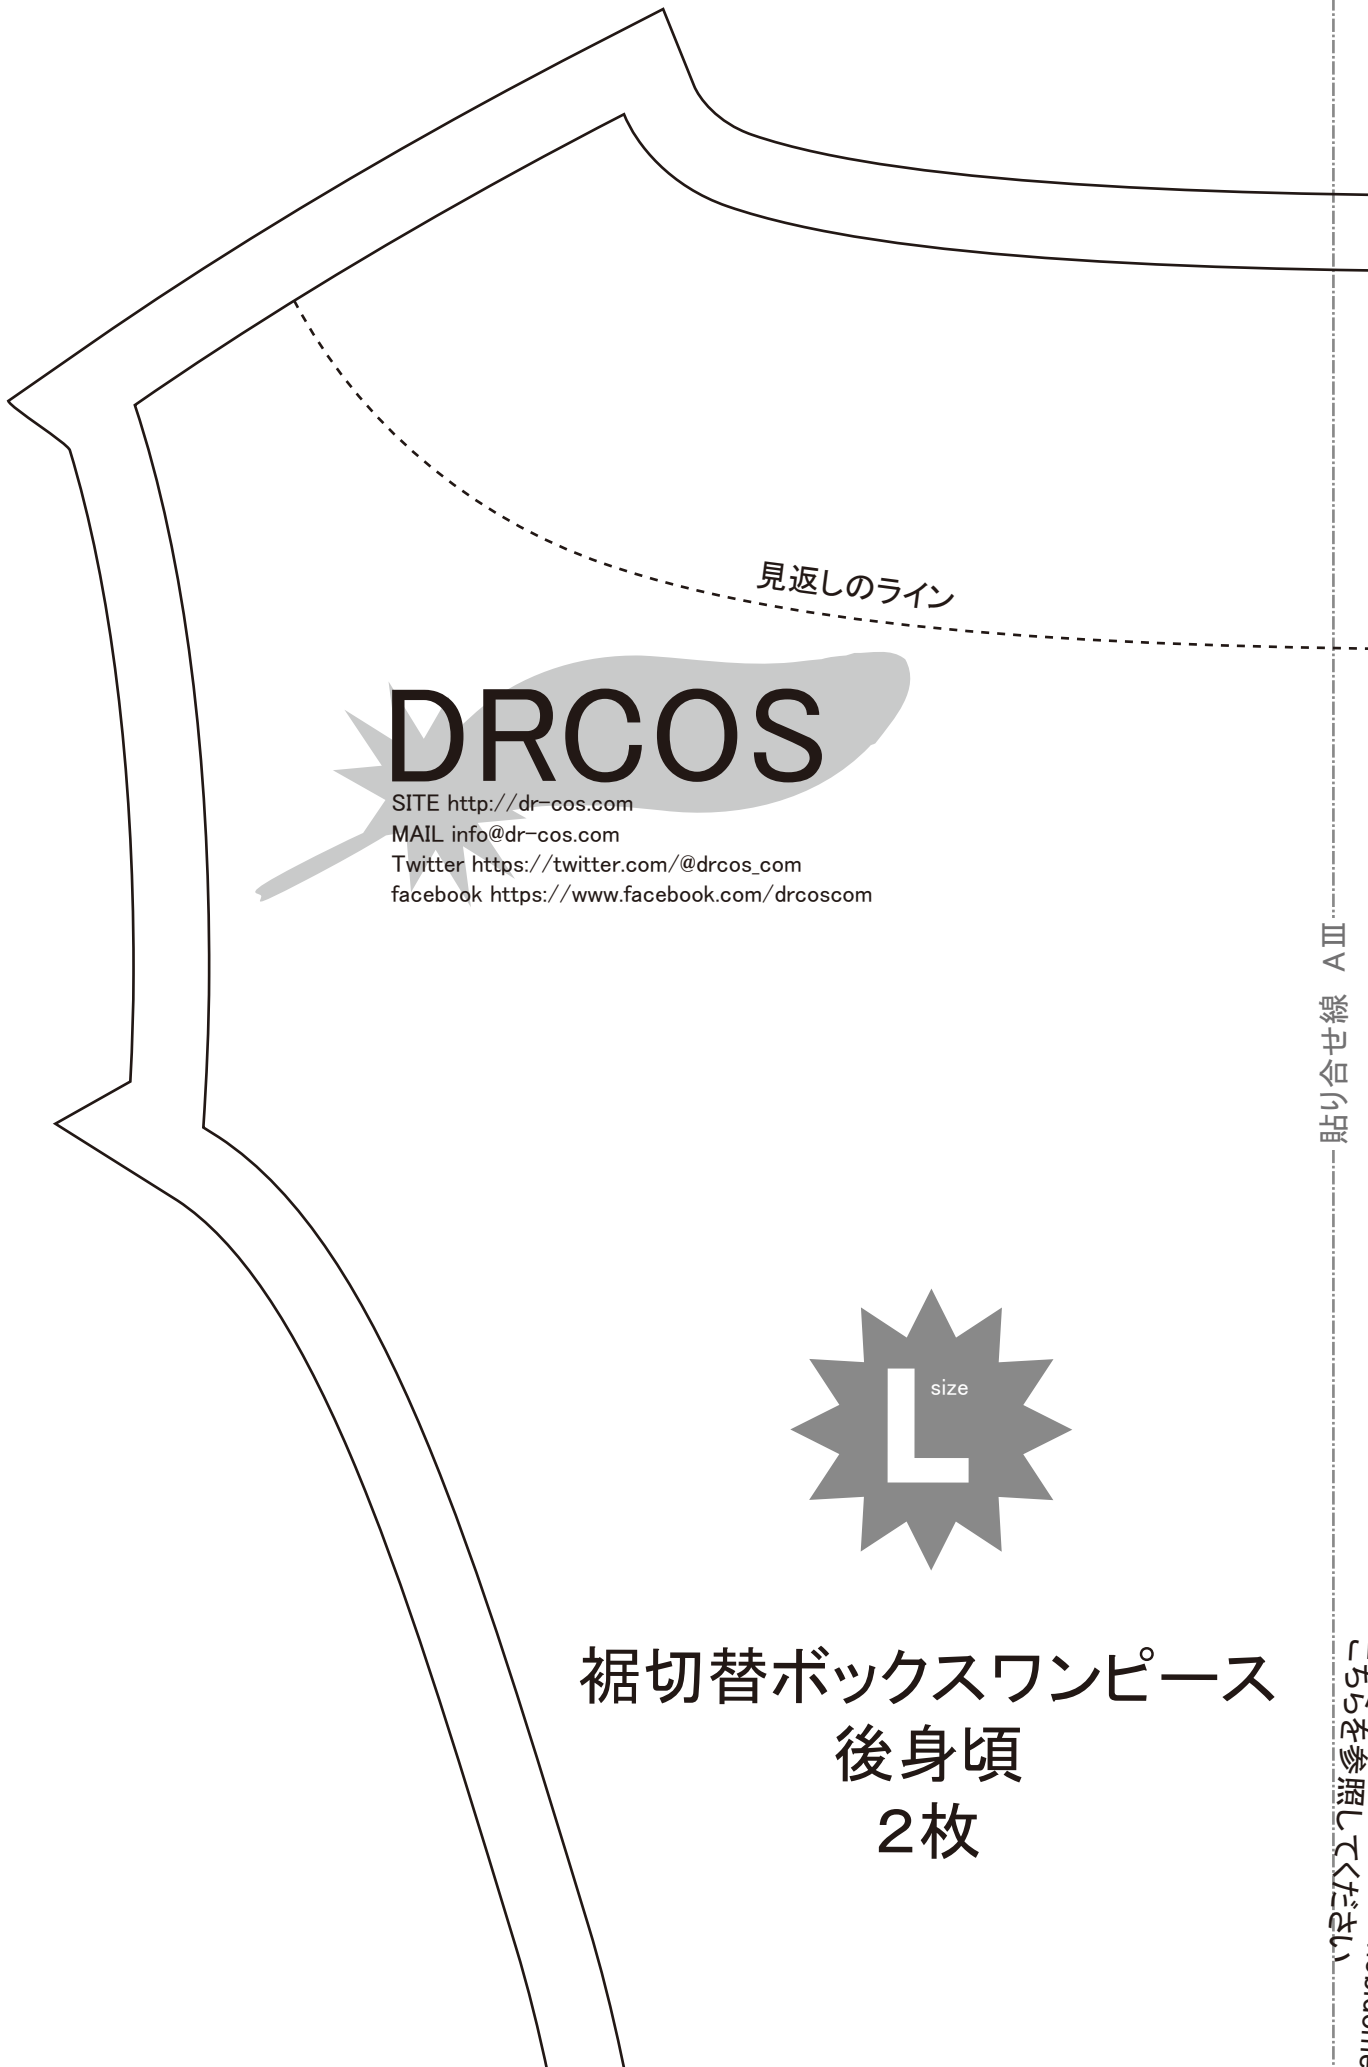 見返しのライン
DRCOS
SITE http://dr-cos.com
MAIL info@dr-cos.com
Twitter https://twitter.com/@drcos_com
facebook https://www.facebook.com/drcoscom
貼り合せ線　AⅢ
L size
裾切替ボックスワンピース
後身頃
２枚
こちらを参照してください